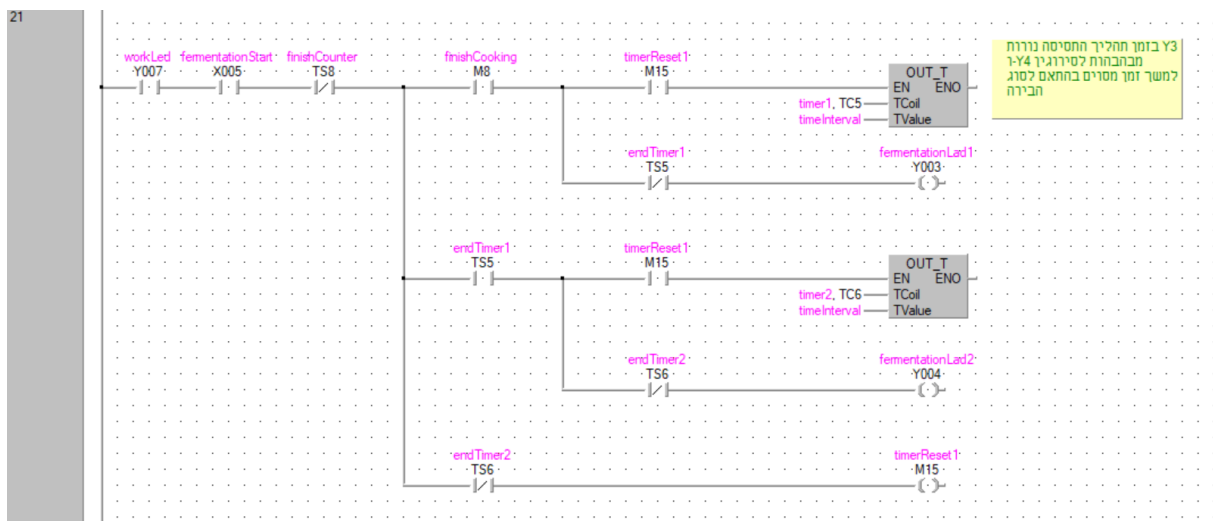 21
workLed fermentationStart finishCounter finishCooking timerReset1
Y007 X005 TS8 M8 M15
OUT_T
EN ENO
timer1, TC5 TCoil
timeInterval TValue
Y3 בזמן תהליך התסיסה נורות
מבהבהות לסירוגין Y4-ו
למשך זמן מסוים בהתאם לסוג
הבירה
endTimer1 fermentationLad1
TS5 Y003
endTimer1 timerReset1
TS5 M15
OUT_T
EN ENO
timer2, TC6 TCoil
timeInterval TValue
endTimer2 fermentationLad2
TS6 Y004
endTimer2 timerReset1
TS6 M15